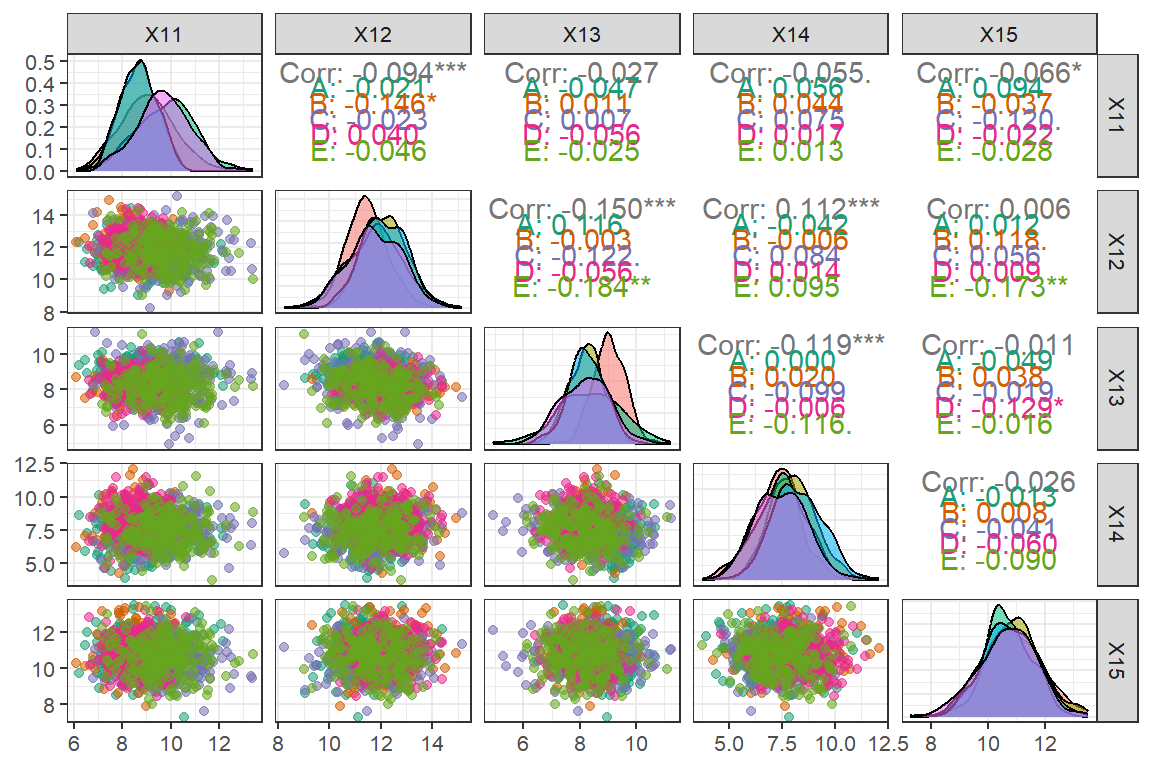 X11 X12 X13 X14 X15
0.5
0.4
0.3
0.2
0.1
0.0
Corr: -0.094***
A: -0.021
B: -0.146*
C: -0.023
D: 0.040
E: -0.046
Corr: -0.027
A: -0.047
B: 0.011
C: 0.007
D: -0.056
E: -0.025
Corr: -0.055.
A: 0.056
B: 0.044
C: 0.075
D: 0.017
E: 0.013
Corr: -0.066*
A: 0.094
B: -0.037
C: -0.120.
D: -0.022
E: -0.028
X11
14
12
10
8
Corr: -0.150***
A: 0.116.
B: -0.003
C: -0.122.
D: -0.056
E: -0.184**
Corr: 0.112***
A: -0.042
B: -0.006
C: 0.084
D: 0.014
E: 0.095
Corr: 0.006
A: 0.012
B: 0.118.
C: 0.056
D: 0.009
E: -0.173**
X12
10
8
6
Corr: -0.119***
A: 0.000
B: 0.020
D: -0.006
E: -0.116.
Corr: -0.011
A: -0.049
B: 0.038
D: -0.129*
E: -0.016
X13
12.5
10.0
7.5
5.0
Corr: -0.026
A: -0.013
B: 0.008
C: -0.041
D: -0.060
E: -0.090
X14
12
10
8
X15
6 8 10 12
8 10 12 14
6 8 10
5.0 7.5 10.0 12.5
8 10 12